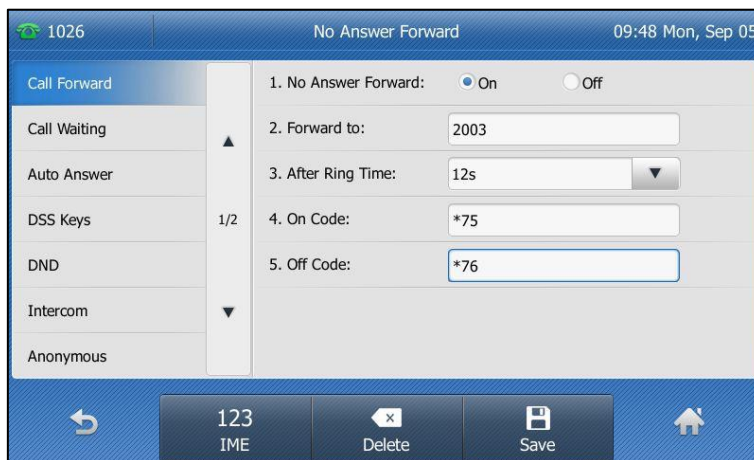 1026 No Answer Forward 09:48 Mon, Sep 05
Call Forward 1. No Answer Forward: On Off
Call Waiting 2. Forward to: 2003
Auto Answer 3. After Ring Time: 12s
DSS Keys 1/2 4. On Code: *75
DND 5. Off Code: *76
Intercom
Anonymous
123
IME Delete Save